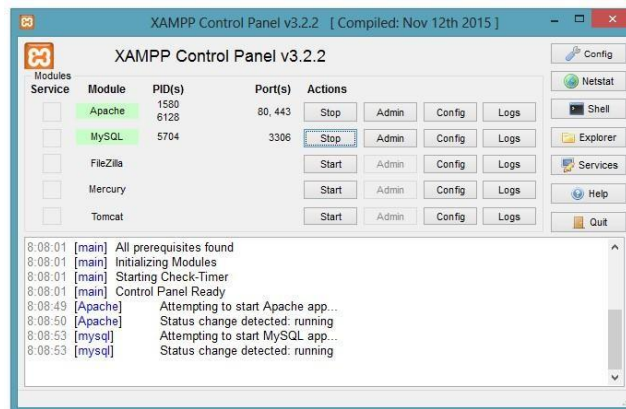 XAMPP Control Panel v3.2.2 [ Compiled: Nov 12th 2015 ]
XAMPP Control Panel v3.2.2
Config
Modules
Service Module PID(s) Port(s) Actions
Netstat
Apache 1580 6128 80, 443 Stop Admin Config Logs
Shell
MySQL 5704 3306 Stop Admin Config Logs
Explorer
FileZilla Start Admin Config Logs
Services
Mercury Start Admin Config Logs
Help
Tomcat Start Admin Config Logs
Quit
8:08:01 [main] All prerequisites found
8:08:01 [main] Initializing Modules
8:08:01 [main] Starting Check-Timer
8:08:01 [main] Control Panel Ready
8:08:49 [Apache] Attempting to start Apache app...
8:08:50 [Apache] Status change detected: running
8:08:53 [mysql] Attempting to start MySQL app...
8:08:53 [mysql] Status change detected: running